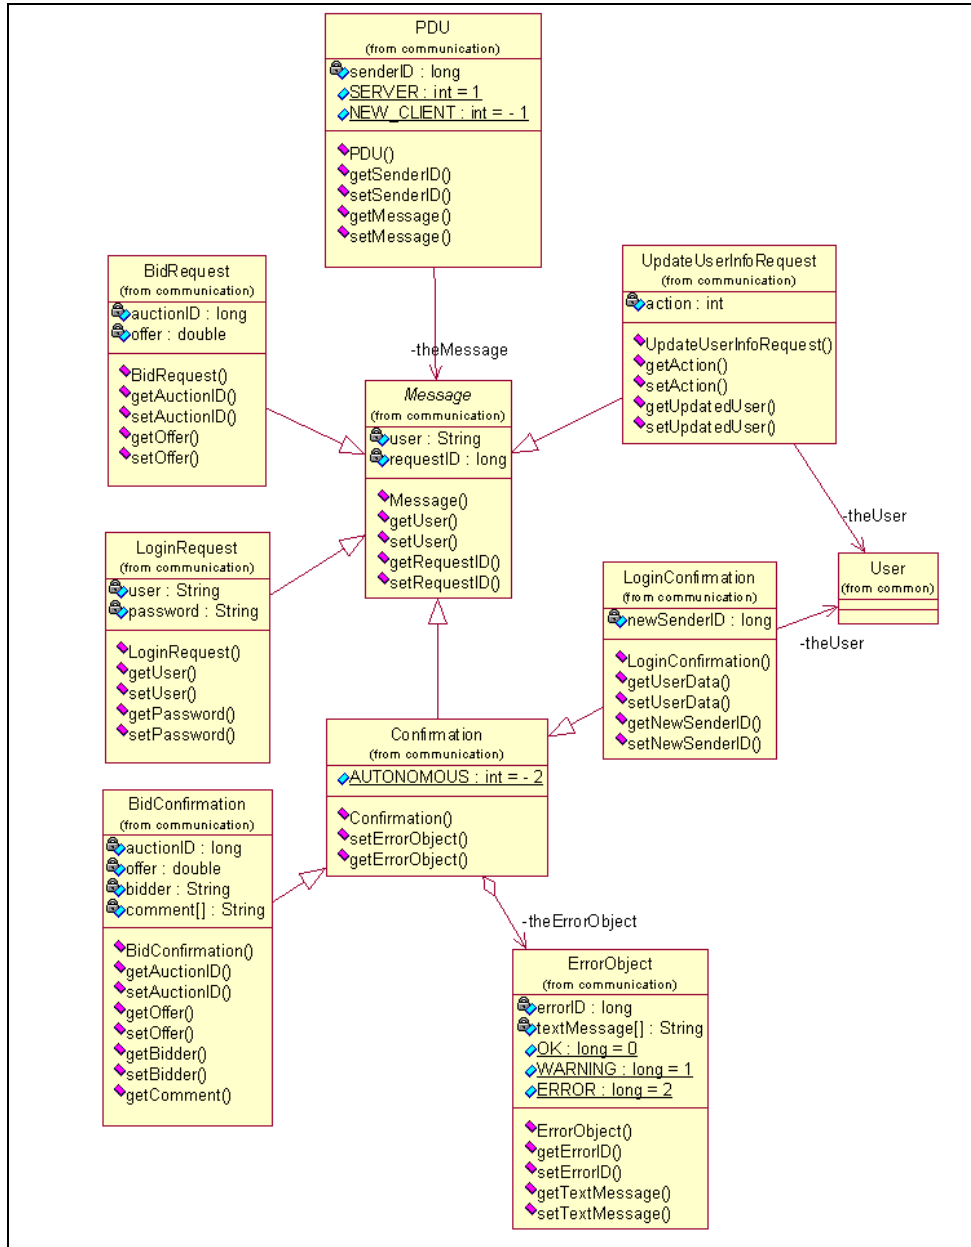 PDU
(from communication)
senderID : long
SERVER : int = 1
NEW_CLIENT : int = - 1
PDU()
getSenderID()
setSenderID()
getMessage()
setMessage()
BidRequest
(from communication)
auctionID : long
offer : double
BidRequest()
getAuctionID()
setAuctionID()
getOffer()
setOffer()
UpdateUserInfoRequest
(from communication)
action : int
UpdateUserInfoRequest()
getAction()
setAction()
getUpdatedUser()
setUpdatedUser()
-theMessage
Message
(from communication)
user : String
requestID : long
Message()
getUser()
setUser()
getRequestID()
setRequestID()
-theUser
LoginRequest
(from communication)
user : String
password : String
LoginRequest()
getUser()
setUser()
getPassword()
setPassword()
LoginConfirmation
(from communication)
newSenderID : long
LoginConfirmation()
getUserData()
setUserData()
getNewSenderID()
setNewSenderID()
User
(from common)
-theUser
Confirmation
(from communication)
AUTONOMOUS : int = - 2
Confirmation()
setErrorObject()
getErrorObject()
BidConfirmation
(from communication)
auctionID : long
offer : double
bidder : String
comment[] : String
BidConfirmation()
getAuctionID()
setAuctionID()
getOffer()
setOffer()
getBidder()
setBidder()
getComment()
-theErrorObject
ErrorObject
(from communication)
errorID : long
textMessage[] : String
OK : long = 0
WARNING : long = 1
ERROR : long = 2
ErrorObject()
getErrorID()
setErrorID()
getTextMessage()
setTextMessage()